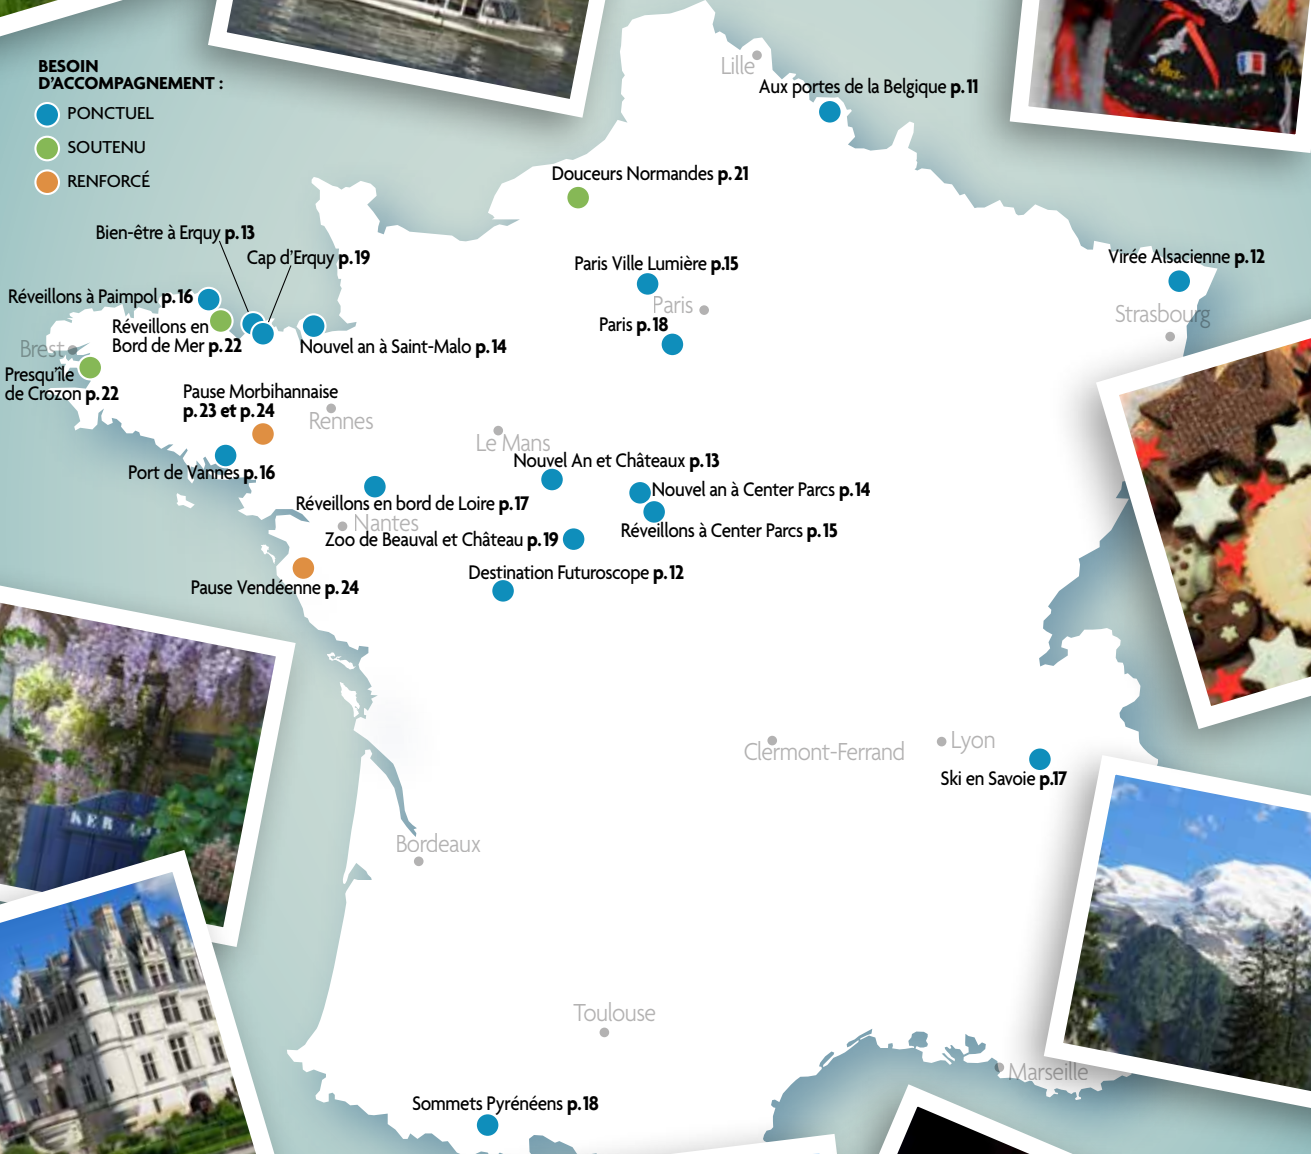 BESOIN
D'ACCOMPAGNEMENT :
PONCTUEL
SOUTENU
RENFORCÉ
Lille
Aux portes de la Belgique p.11
Douceurs Normandes p.21
Bien-être à Erquy p.13
Cap d'Erquy p.19
Paris Ville Lumière p.15
Virée Alsacienne p.12
Réveillons à Paimpol p.16
Paris
Strasbourg
Réveillons en
Bord de Mer p.22
Paris p.18
Nouvel an à Saint-Malo p.14
Brest
Presqu'île
de Crozon p.22
Pause Morbihannaise
p.23 et p.24
Rennes
Le Mans
Port de Vannes p.16
Nouvel An et Châteaux p.13
Nouvel an à Center Parcs p.14
Réveillons en bord de Loire p.17
Nantes
Réveillons à Center Parcs p.15
Zoo de Beauval et Château p.19
Destination Futuroscope p.12
Pause Vendéenne p.24
Clermont-Ferrand
Lyon
Ski en Savoie p.17
KER
Bordeaux
Toulouse
Marseille
Sommets Pyrénéens p.18